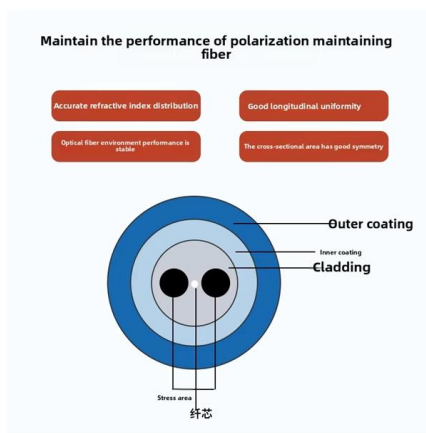 Maintain the performance of polarization maintaining
fiber
Accurate refractive index distribution
Good longitudinal uniformity
Optical fiber environment performance is
stable
The cross-sectional area has good symmetry
Outer coating
Inner coating
Cladding
Stress area
纤芯